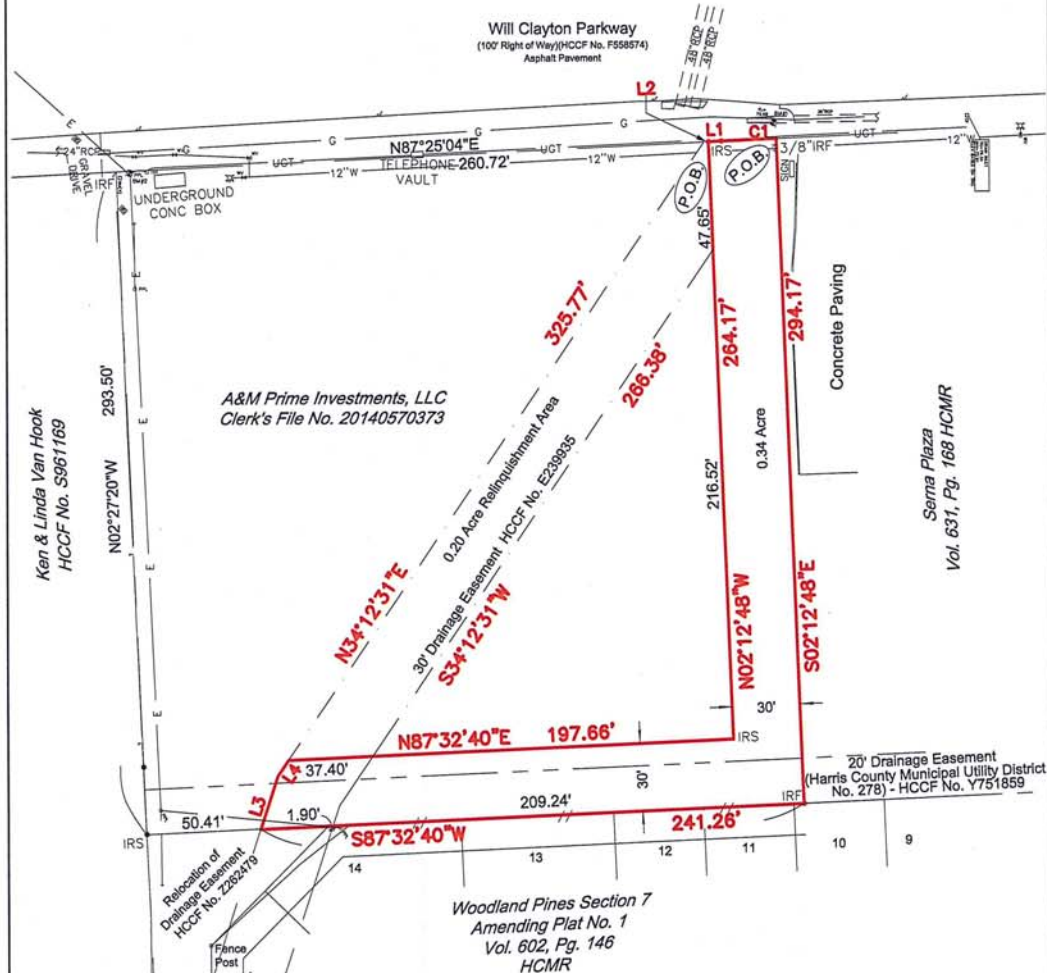 Will Clayton Parkway
(100' Right of Way)(HCCF No. F558574)
Asphalt Pavement
48" RCP
48" RCP
L2
L1
C1
E
G
G
G
G
N87°25'04"E
UGT
UGT
UGT
24"RCP
GRAVEL
DRIVE
IRF
12"W
TELEPHONE
VAULT
260.72'
12"W
12"W
IRS
3/8"IRF
UNDERGROUND
CONC BOX
P.O.B.
P.O.B.
SIGN
47.65'
E
E
E
E
E
293.50'
N02°27'20"W
Ken & Linda Van Hook
HCCF No. S961169
A&M Prime Investments, LLC
Clerk's File No. 20140570373
325.77'
266.38'
264.17'
294.17'
Concrete Paving
0.20 Acre Relinquishment Area
30' Drainage Easement HCCF No. E239935
N34°12'31"E
S34°12'31"W
216.52'
0.34 Acre
Serna Plaza
Vol. 631, Pg. 168 HCMR
N02°12'48"W
S02°12'48"E
30'
N87°32'40"E 197.66'
IRS
L4
37.40'
L3
30'
20' Drainage Easement
(Harris County Municipal Utility District
No. 278) - HCCF No. Y751859
IRF
50.41'
1.90'
209.24'
S87°32'40"W
241.26'
IRS
Relocation of
Drainage Easement
HCCF No. Z262479
14
13
12
11
10
9
Fence
Post
Woodland Pines Section 7
Amending Plat No. 1
Vol. 602, Pg. 146
HCMR